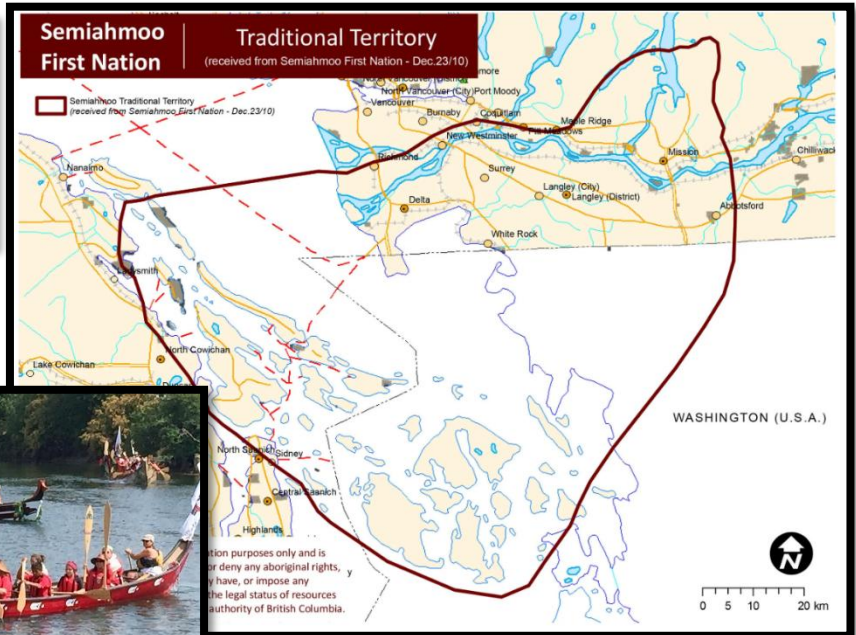 Semiahmoo
First Nation
Traditional Territory
(received from Semiahmoo First Nation - Dec.23/10)
Semiahmoo Traditional Territory
(received from Semiahmoo First Nation - Dec.23/10)
North Vancouver (City)
Port Moody
Vancouver
Burnaby
Coquitlam
Maple Ridge
Pitt Meadows
New Westminster
Richmond
Mission
Chilliwack
Surrey
Langley (City)
Langley (District)
Delta
Abbotsford
White Rock
Nanaimo
Ladysmith
North Cowichan
Lake Cowichan
WASHINGTON (U.S.A.)
North Saanich
Sidney
Central Saanich
Highlands
purposes only and is
or deny any aboriginal rights,
have, or impose any
the legal status of resources
authority of British Columbia.
N
0 5 10 20 km